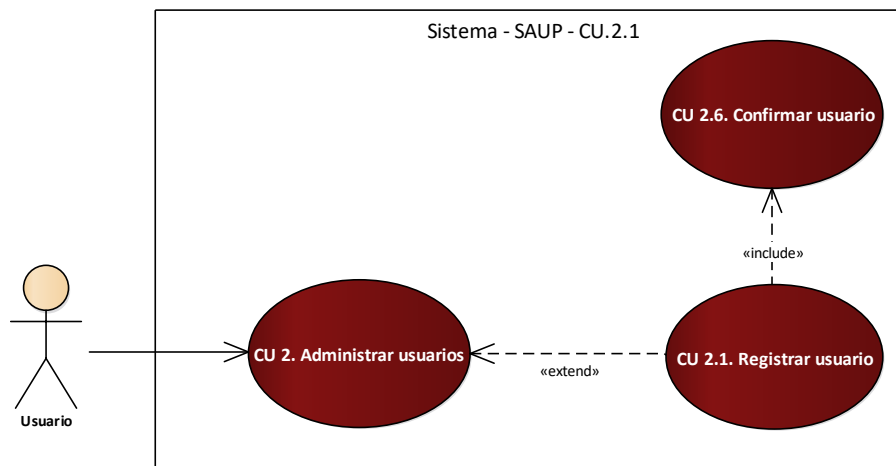 Sistema - SAUP - CU.2.1
CU 2.6. Confirmar usuario
«include»
CU 2. Administrar usuarios
CU 2.1. Registrar usuario
«extend»
Usuario